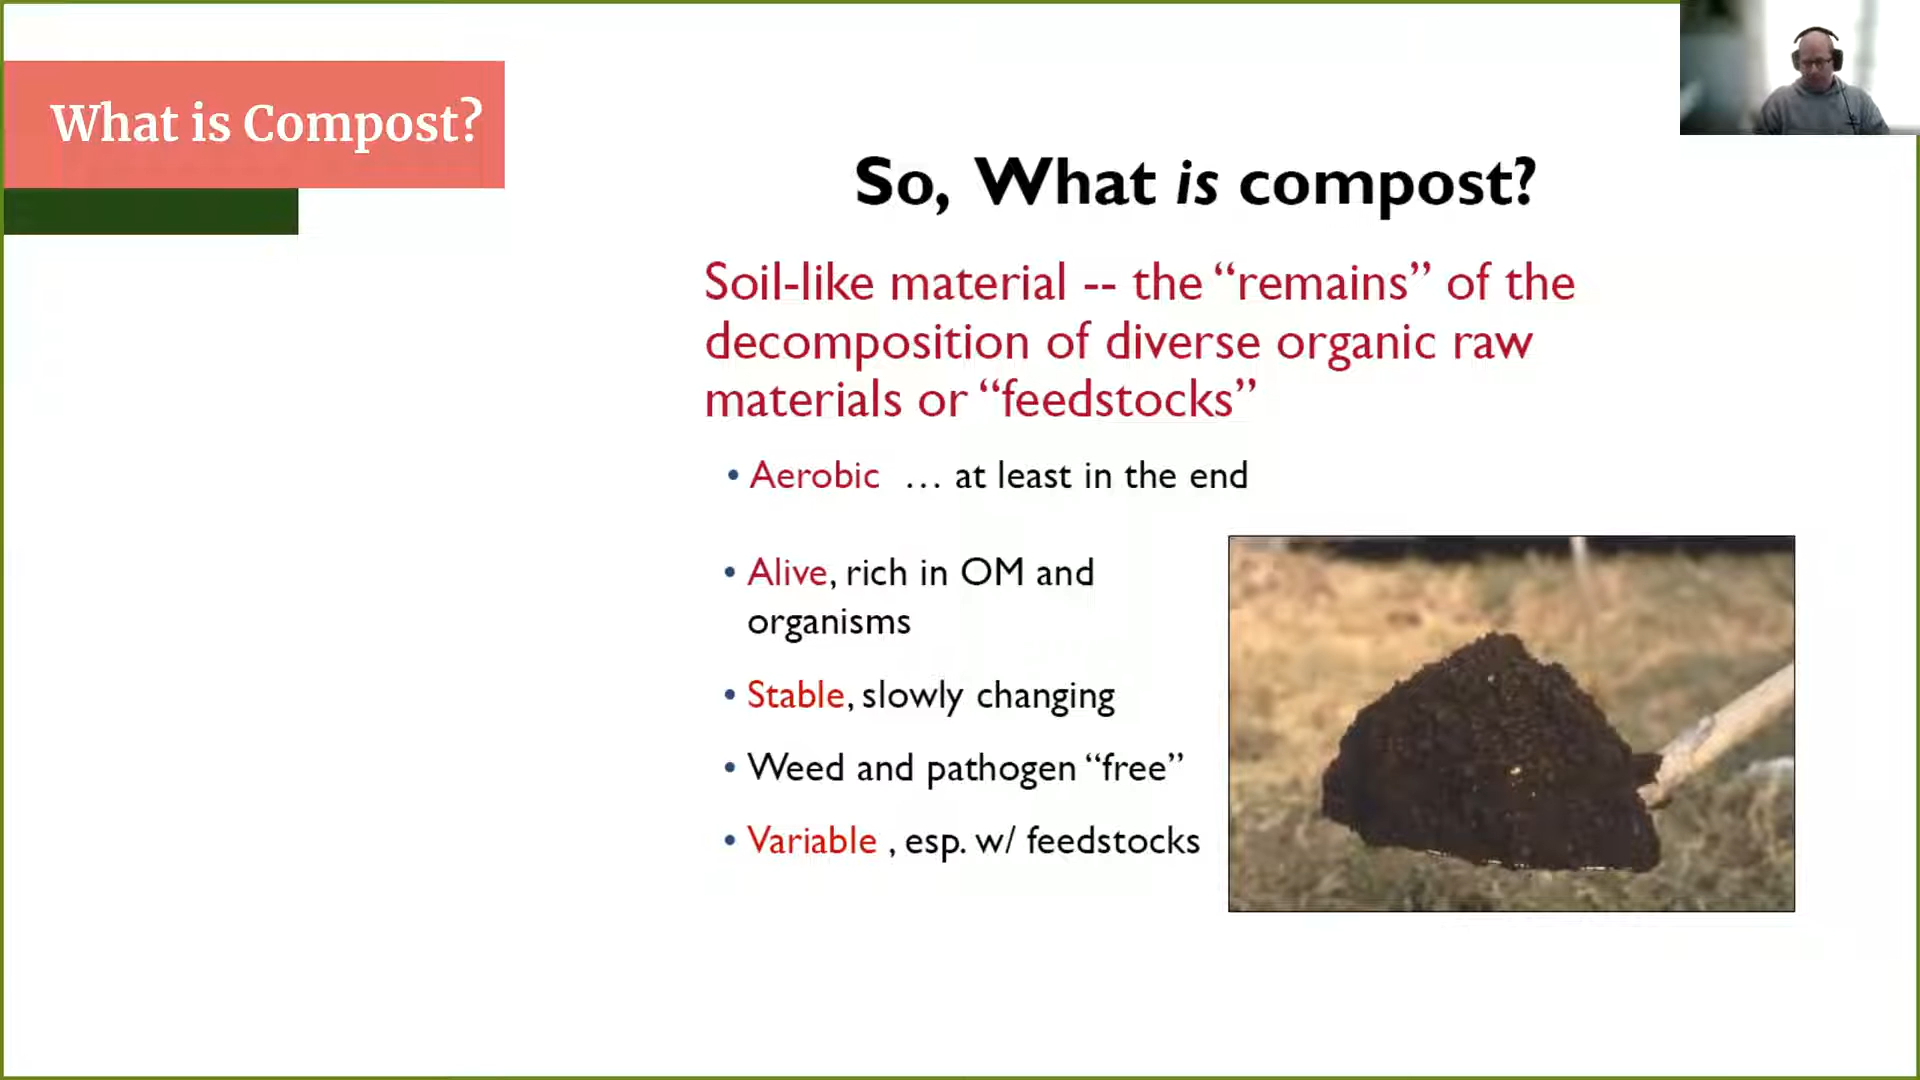 What is Compost?
So, What is compost?
Soil-like material -- the “remains” of the
decomposition of diverse organic raw
materials or “feedstocks”
• Aerobic … at least in the end
• Alive, rich in OM and
organisms
• Stable, slowly changing
• Weed and pathogen “free”
• Variable , esp. w/ feedstocks